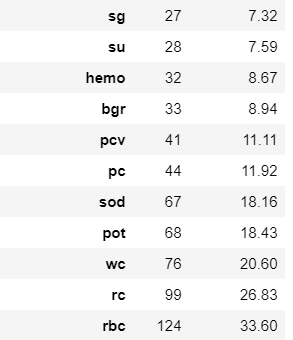 sg 27 7.32
su 28 7.59
hemo 32 8.67
bgr 33 8.94
pcv 41 11.11
pc 44 11.92
sod 67 18.16
pot 68 18.43
wc 76 20.60
rc 99 26.83
rbc 124 33.60